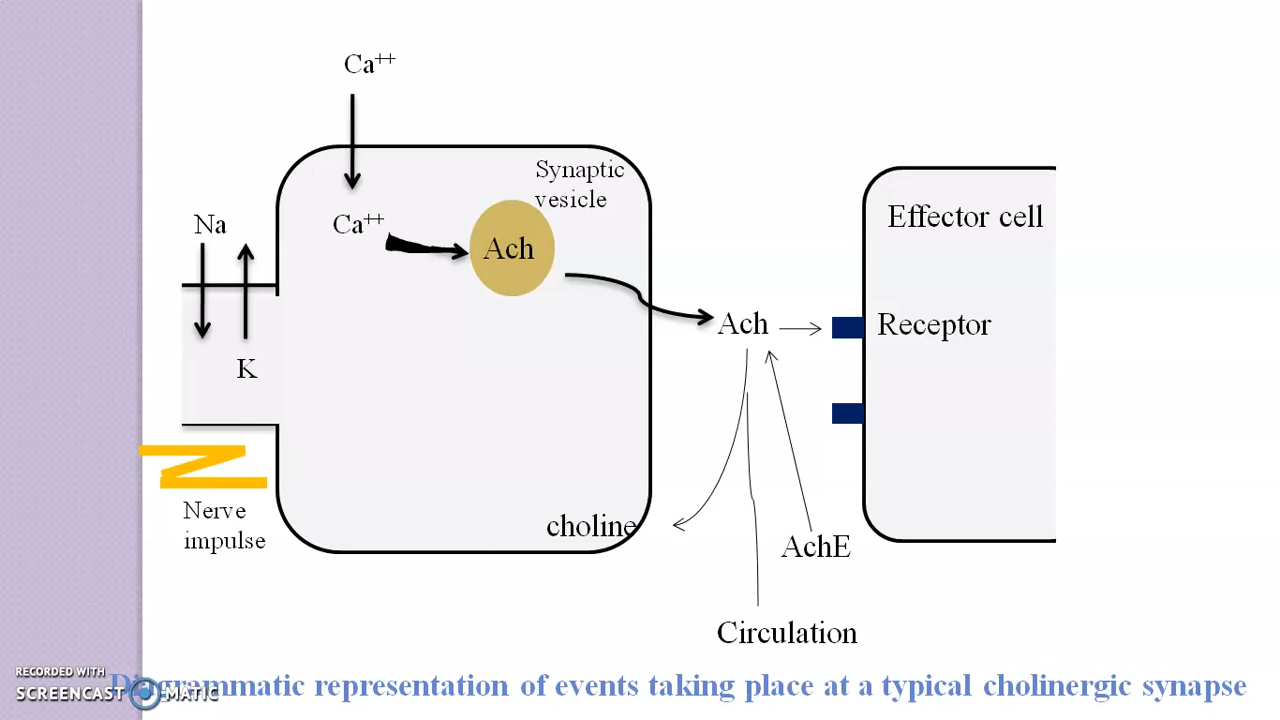 Ca++
Synaptic
vesicle
Na
Ca++
Ach
Effector cell
Ach
Receptor
K
Nerve
impulse
choline
AchE
Circulation
RECORDED WITH
SCREENCAST MATIC
Diagrammatic representation of events taking place at a typical cholinergic synapse